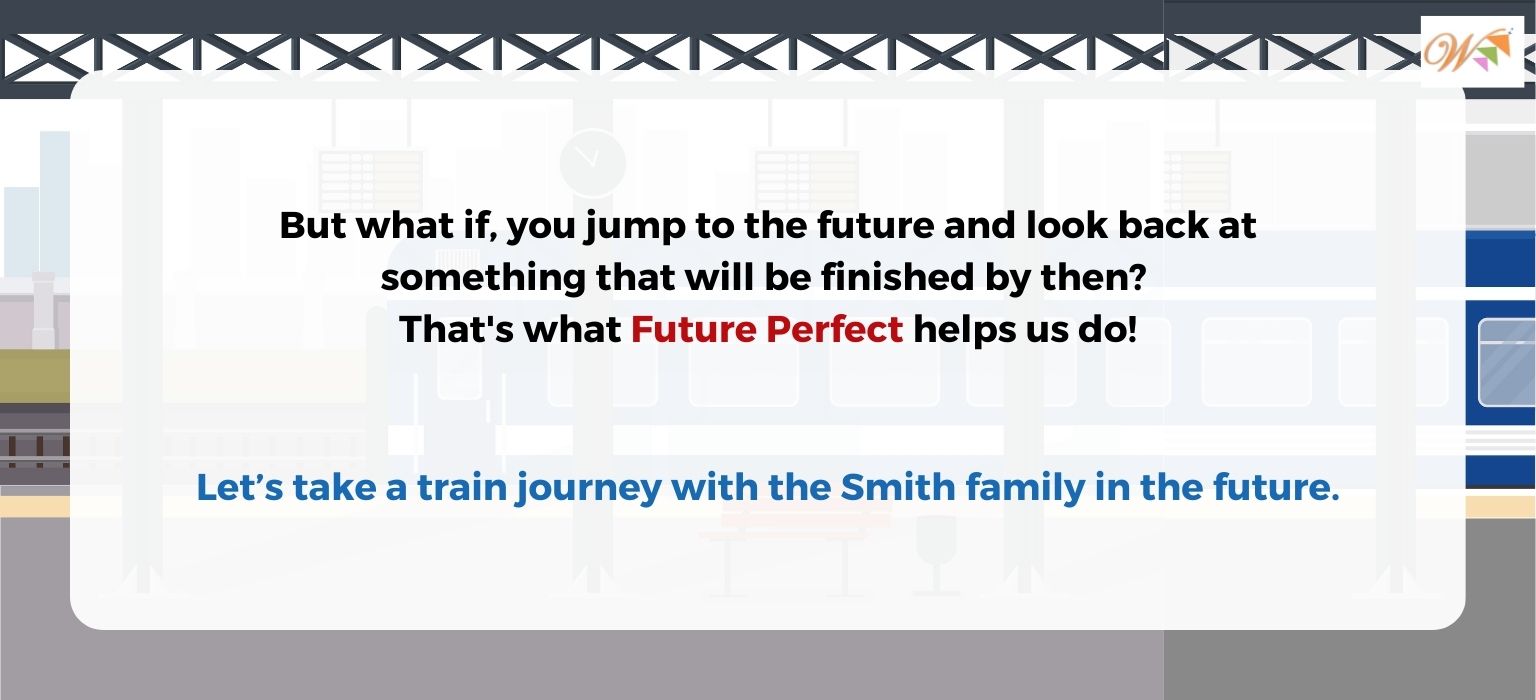 W
But what if, you jump to the future and look back at
something that will be finished by then?
That's what Future Perfect helps us do!
Let’s take a train journey with the Smith family in the future.